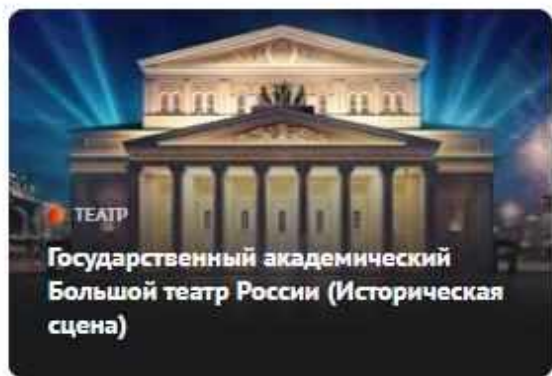 ТЕАТР
Государственный академический
Большой театр России (Историческая
сцена)